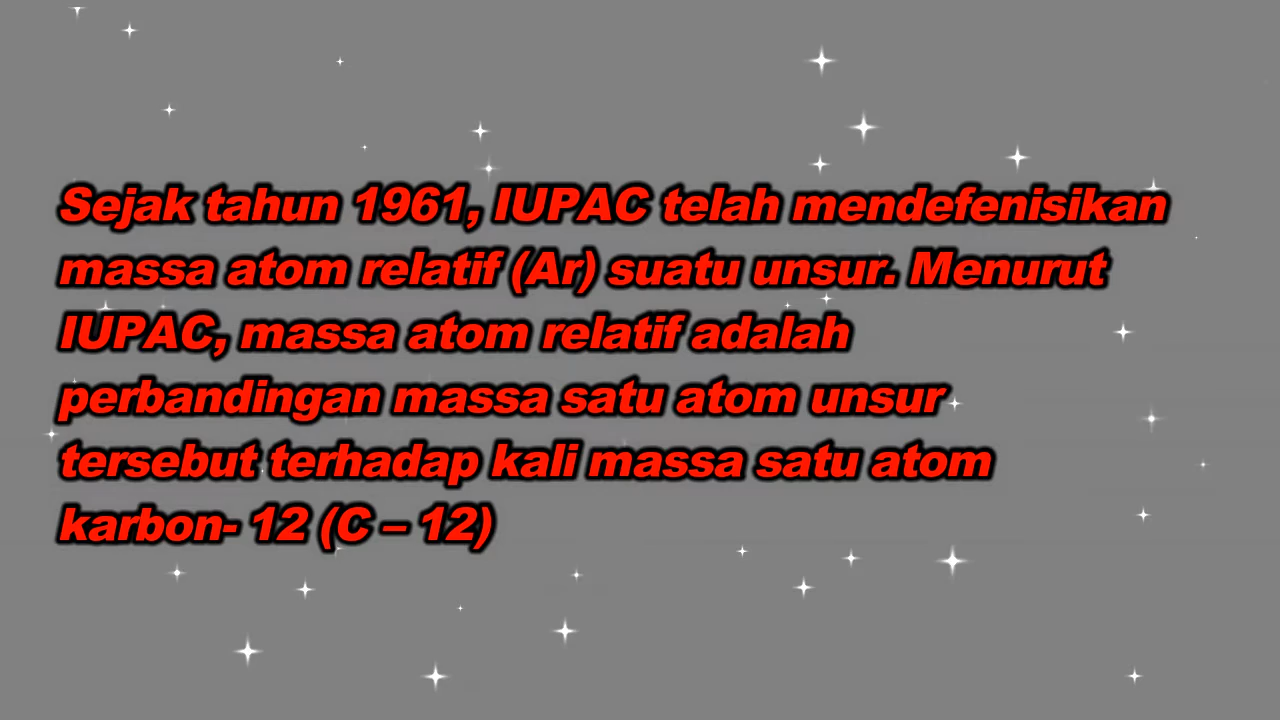 Sejak tahun 1961, IUPAC telah mendefenisikan
massa atom relatif (Ar) suatu unsur. Menurut
IUPAC, massa atom relatif adalah
perbandingan massa satu atom unsur
tersebut terhadap kali massa satu atom
karbon- 12 (C – 12)